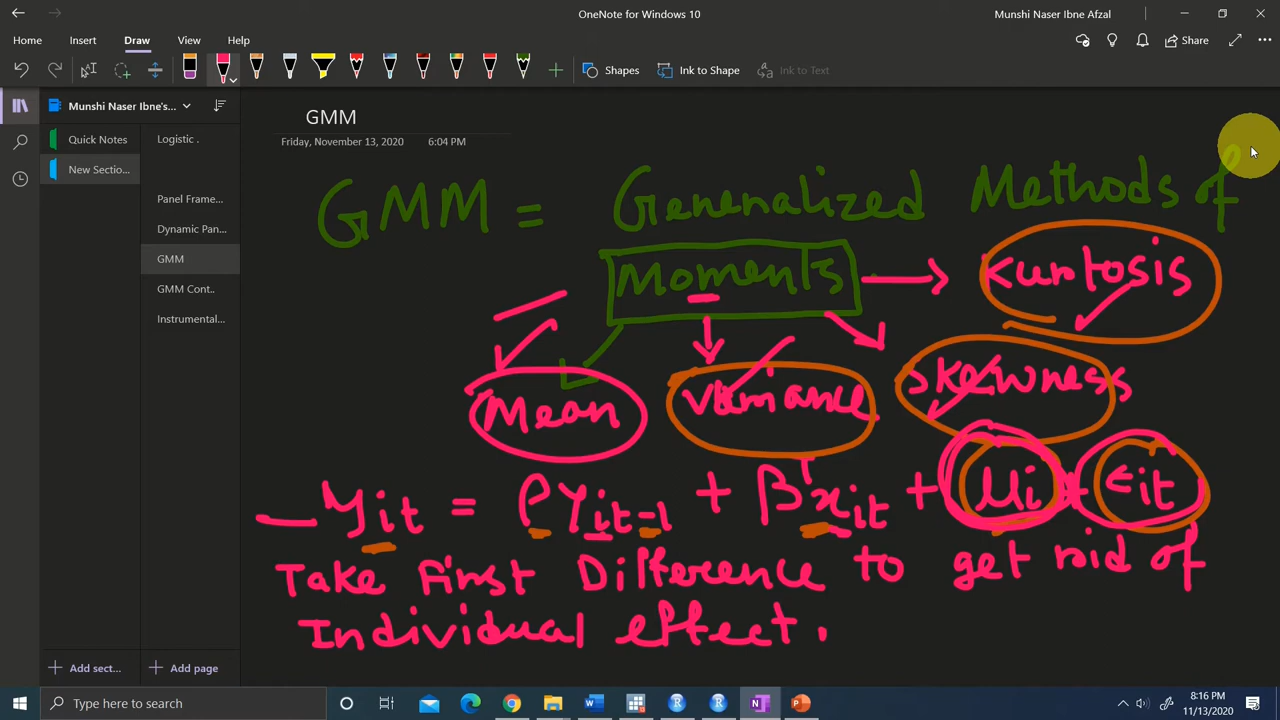 OneNote for Windows 10
Munshi Naser Ibne Afzal
Home Insert Draw View Help
Share
Shapes Ink to Shape Ink to Text
Munshi Naser Ibne's...
Quick Notes
New Sectio...
Logistic .
Panel Frame...
Dynamic Pan...
GMM
GMM Cont..
Instrumental...
GMM
Friday, November 13, 2020 6:04 PM
GMM = Generalized Methods of
Moments → Kurtosis
Mean Variance Skewness
yit = ρyit-1 + βxit + μi + εit
Take First Difference to get rid of
Individual effect.
Add sect... Add page
Type here to search
8:16 PM
11/13/2020